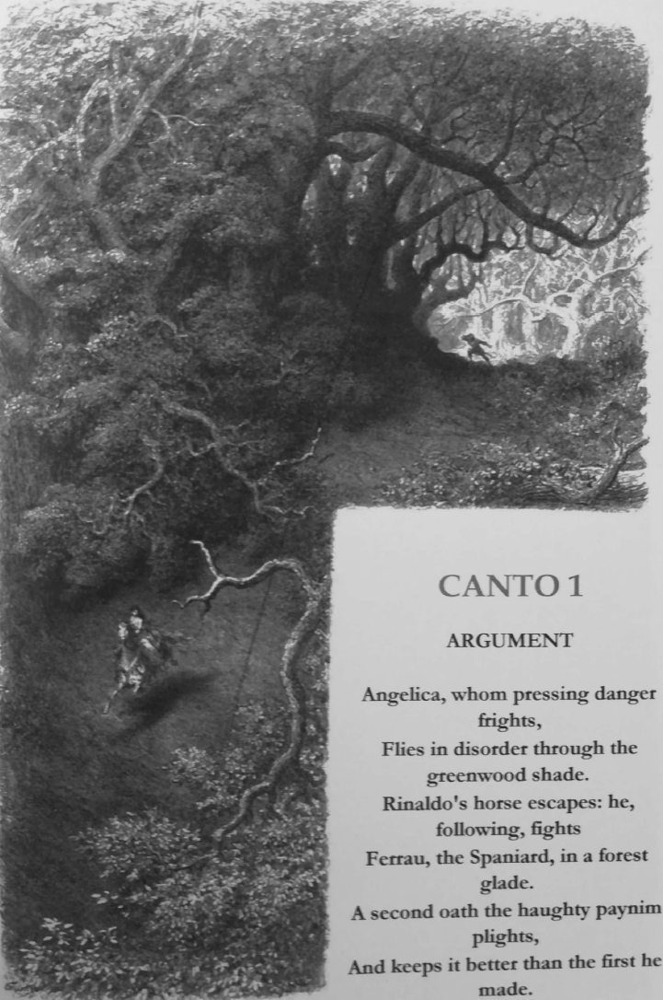 CANTO 1
ARGUMENT
Angelica, whom pressing danger
frights,
Flies in disorder through the
greenwood shade.
Rinaldo's horse escapes: he,
following, fights
Ferrau, the Spaniard, in a forest
glade.
A second oath the haughty paynim
plights,
And keeps it better than the first he
made.